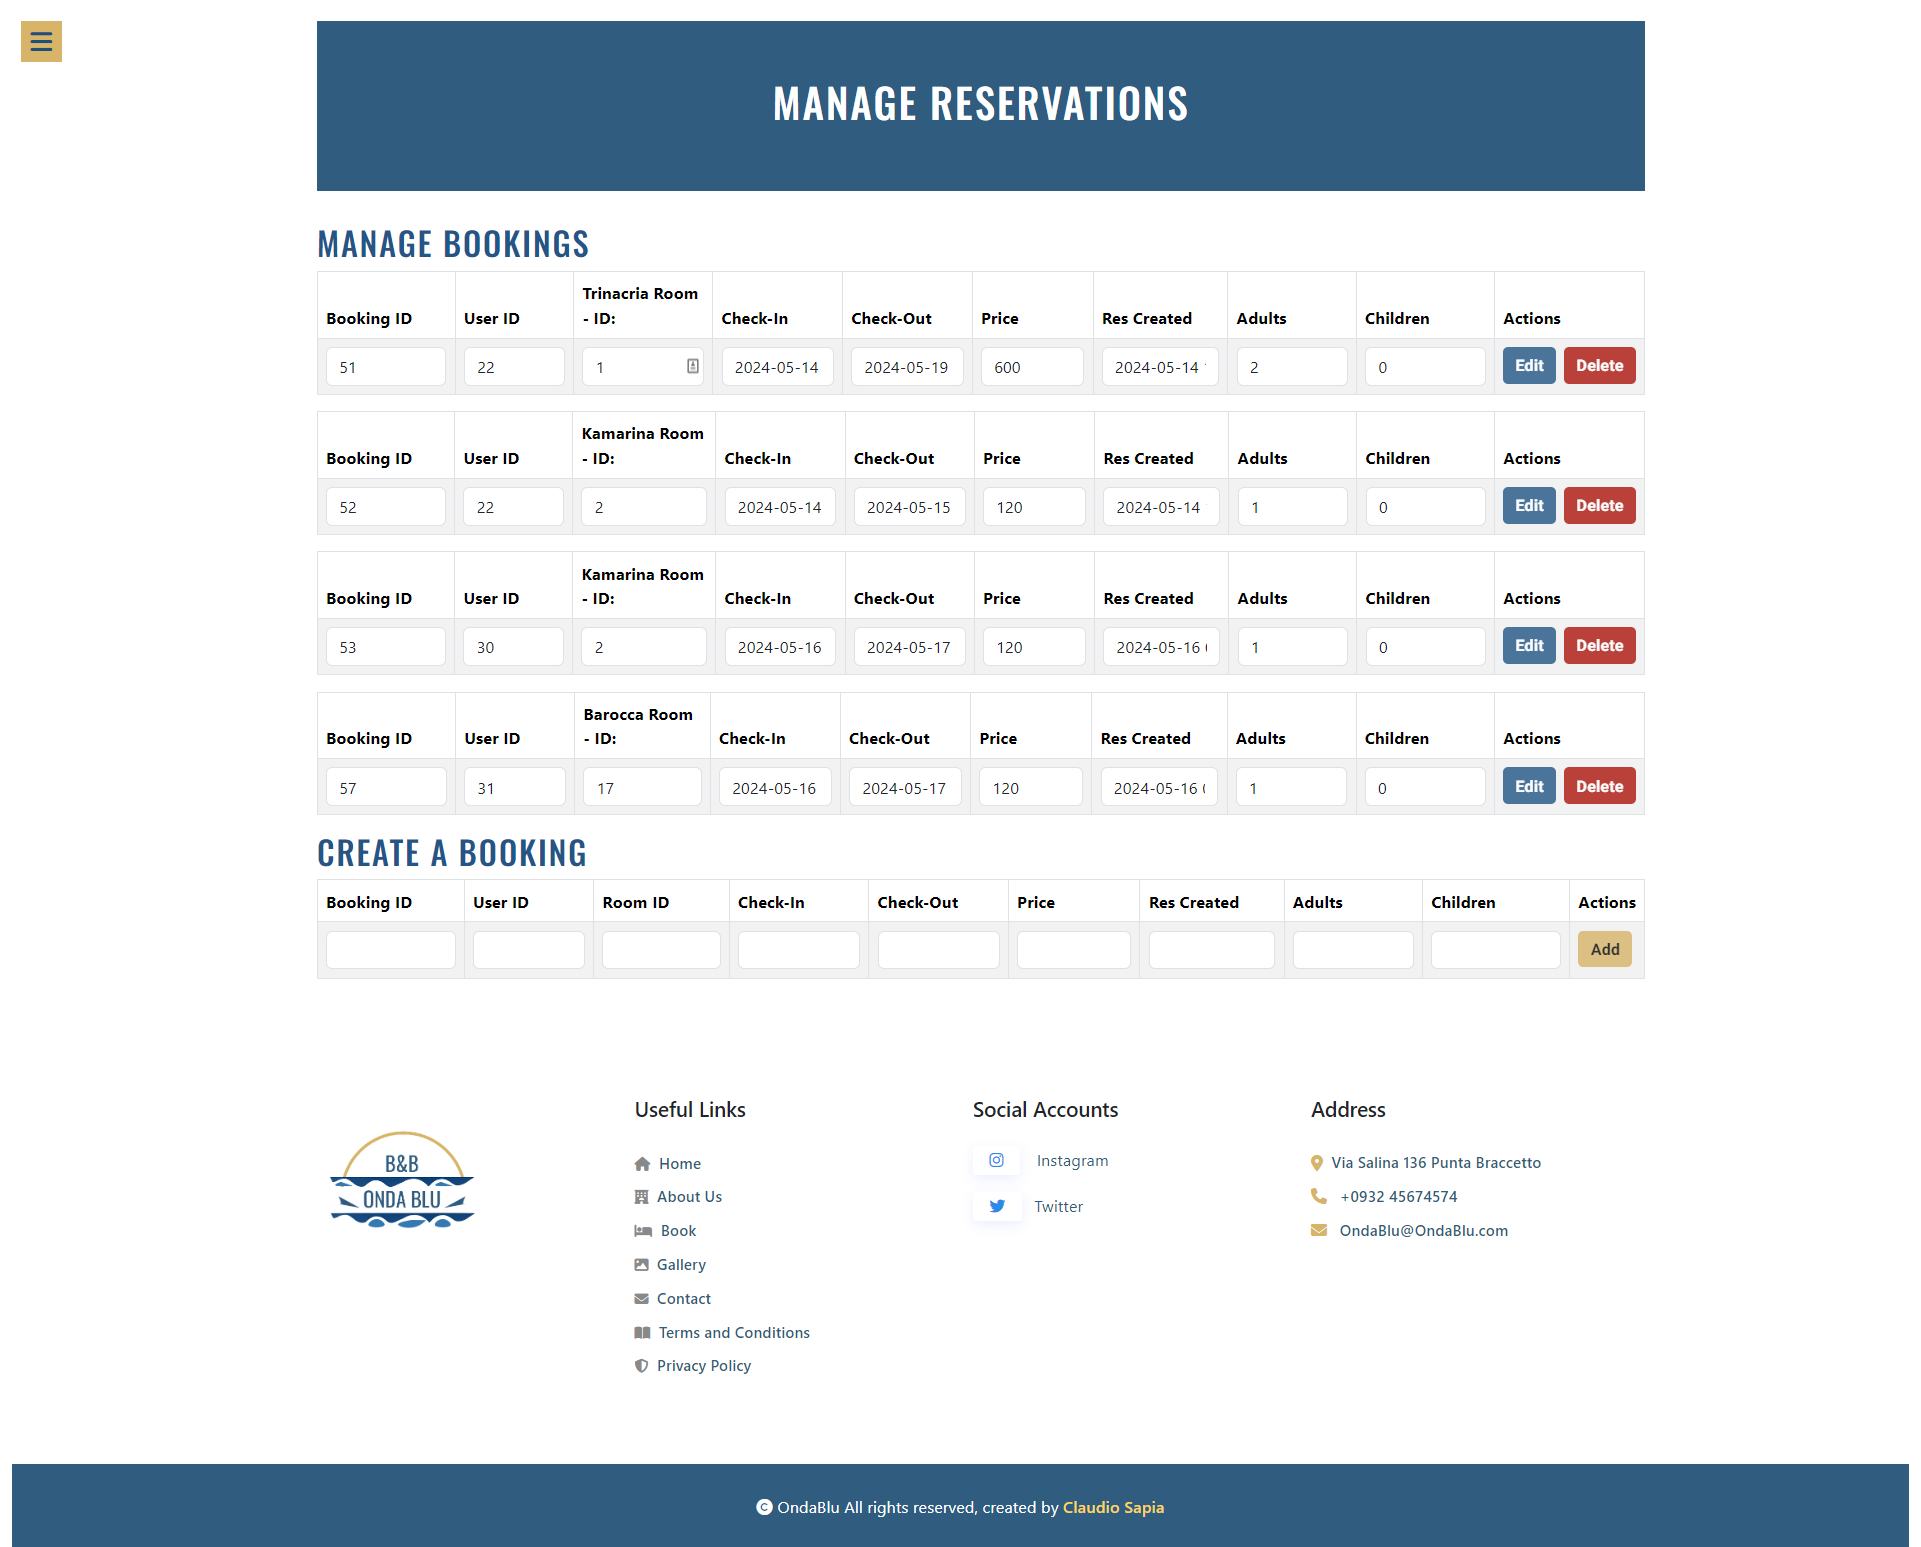 MANAGE RESERVATIONS
MANAGE BOOKINGS
Booking ID User ID Trinacria Room - ID: Check-In Check-Out Price Res Created Adults Children Actions
51 22 1 2024-05-14 2024-05-19 600 2024-05-14 2 0 Edit Delete
Booking ID User ID Kamarina Room - ID: Check-In Check-Out Price Res Created Adults Children Actions
52 22 2 2024-05-14 2024-05-15 120 2024-05-14 1 0 Edit Delete
Booking ID User ID Kamarina Room - ID: Check-In Check-Out Price Res Created Adults Children Actions
53 30 2 2024-05-16 2024-05-17 120 2024-05-16 1 0 Edit Delete
Booking ID User ID Barocca Room - ID: Check-In Check-Out Price Res Created Adults Children Actions
57 31 17 2024-05-16 2024-05-17 120 2024-05-16 1 0 Edit Delete
CREATE A BOOKING
Booking ID User ID Room ID Check-In Check-Out Price Res Created Adults Children Actions
Add
B&B
ONDA BLU
Useful Links
Home
About Us
Book
Gallery
Contact
Terms and Conditions
Privacy Policy
Social Accounts
Instagram
Twitter
Address
Via Salina 136 Punta Braccetto
+0932 45674574
OndaBlu@OndaBlu.com
© OndaBlu All rights reserved, created by Claudio Sapia